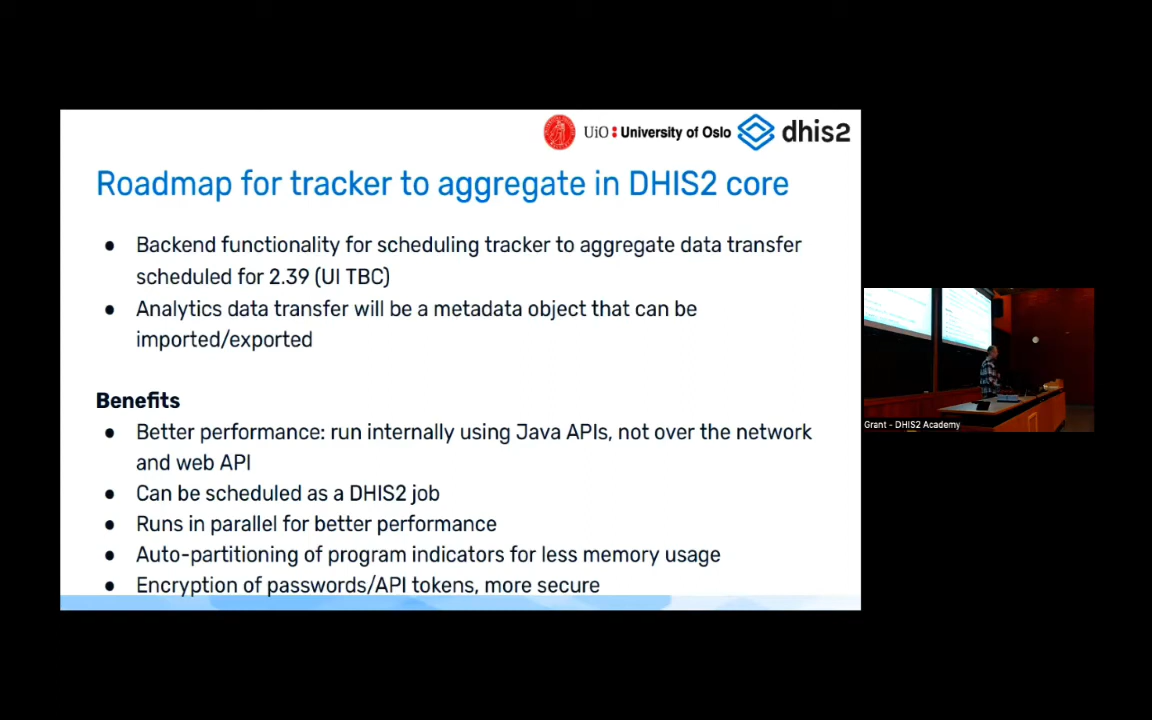 UiO: University of Oslo dhis2
Roadmap for tracker to aggregate in DHIS2 core
● Backend functionality for scheduling tracker to aggregate data transfer
scheduled for 2.39 (UI TBC)
● Analytics data transfer will be a metadata object that can be
imported/exported
Benefits
● Better performance: run internally using Java APIs, not over the network
and web API
● Can be scheduled as a DHIS2 job
● Runs in parallel for better performance
● Auto-partitioning of program indicators for less memory usage
● Encryption of passwords/API tokens, more secure
Grant - DHIS2 Academy